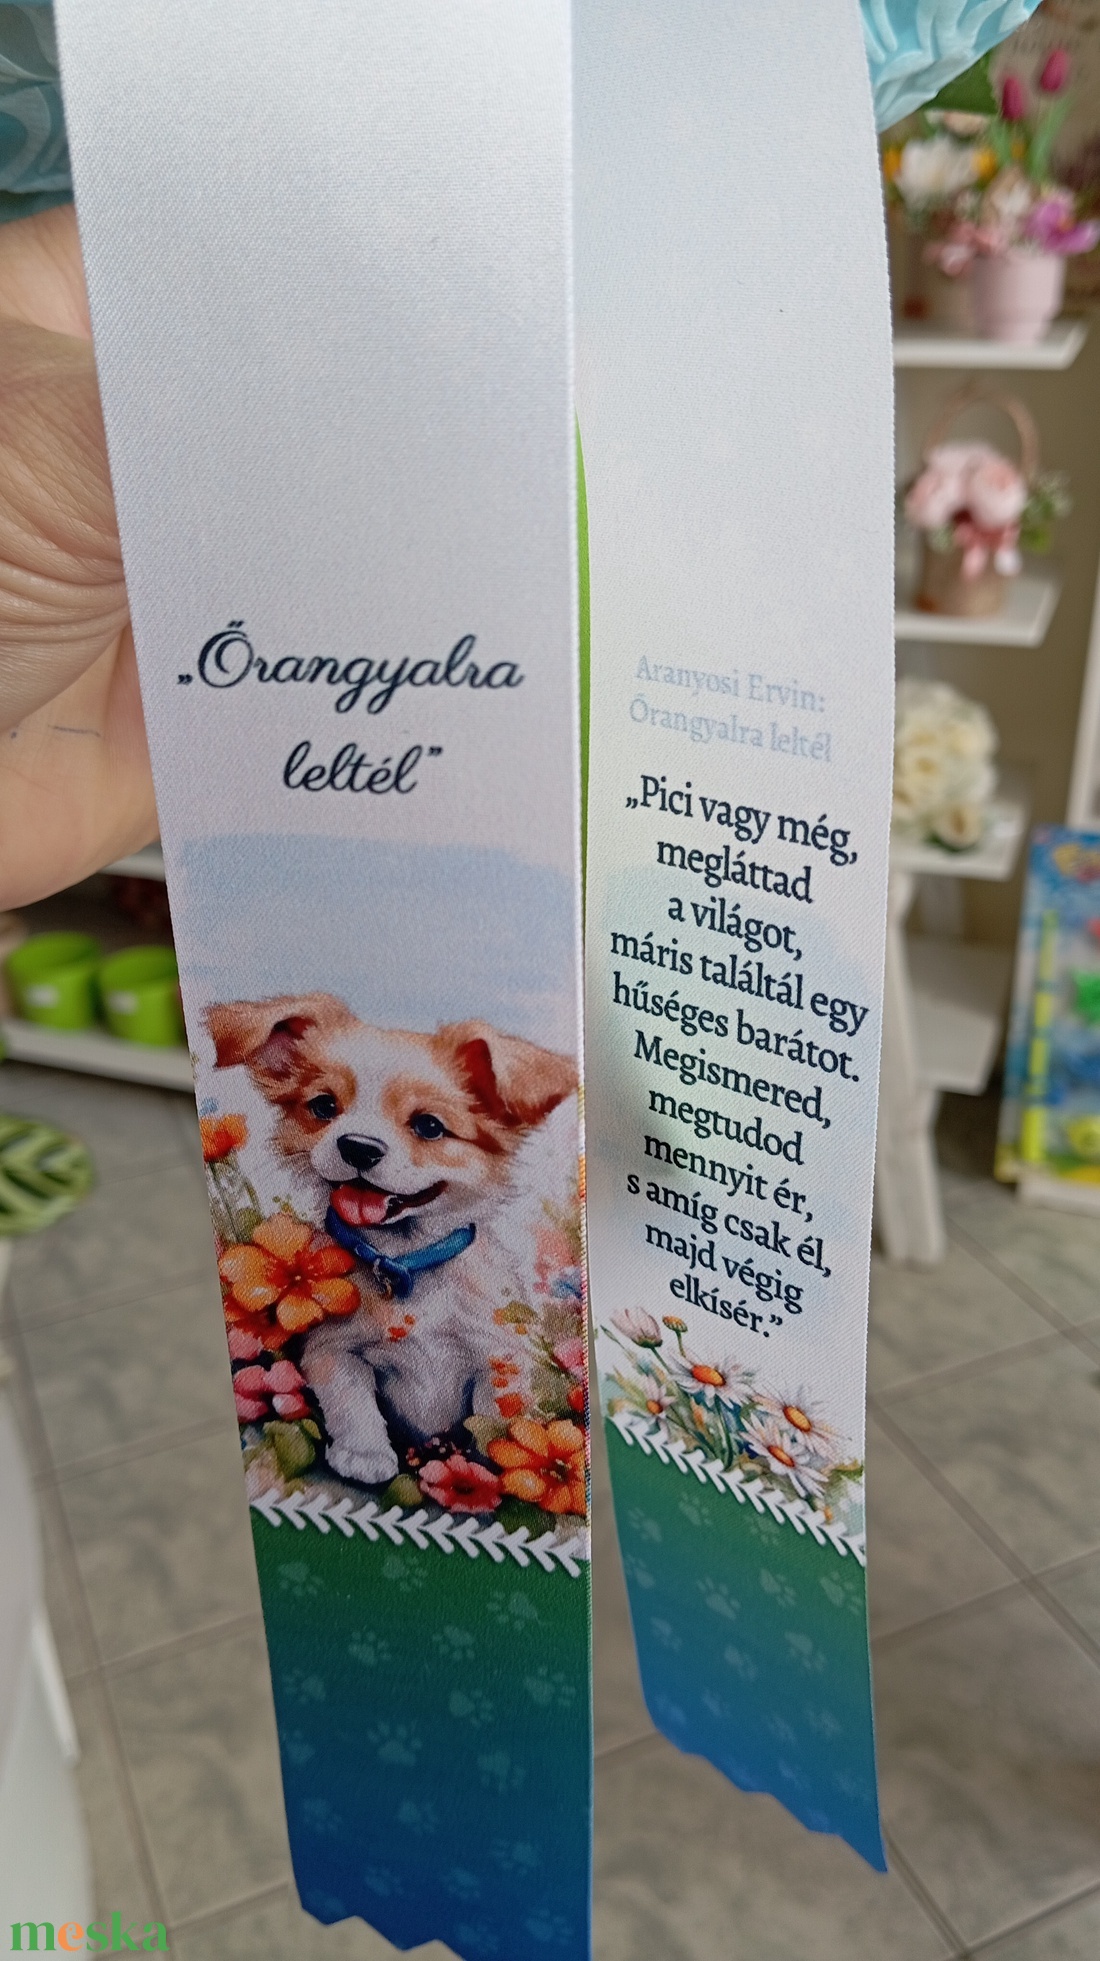 „Őrangyalra
leltél”
Aranyosi Ervin:
Őrangyalra leltél
„Pici vagy még,
megláttad
a világot,
máris találtál egy
hűséges barátot.
Megismered,
megtudod
mennyit ér,
s amíg csak él,
majd végig
elkísér.”
meska